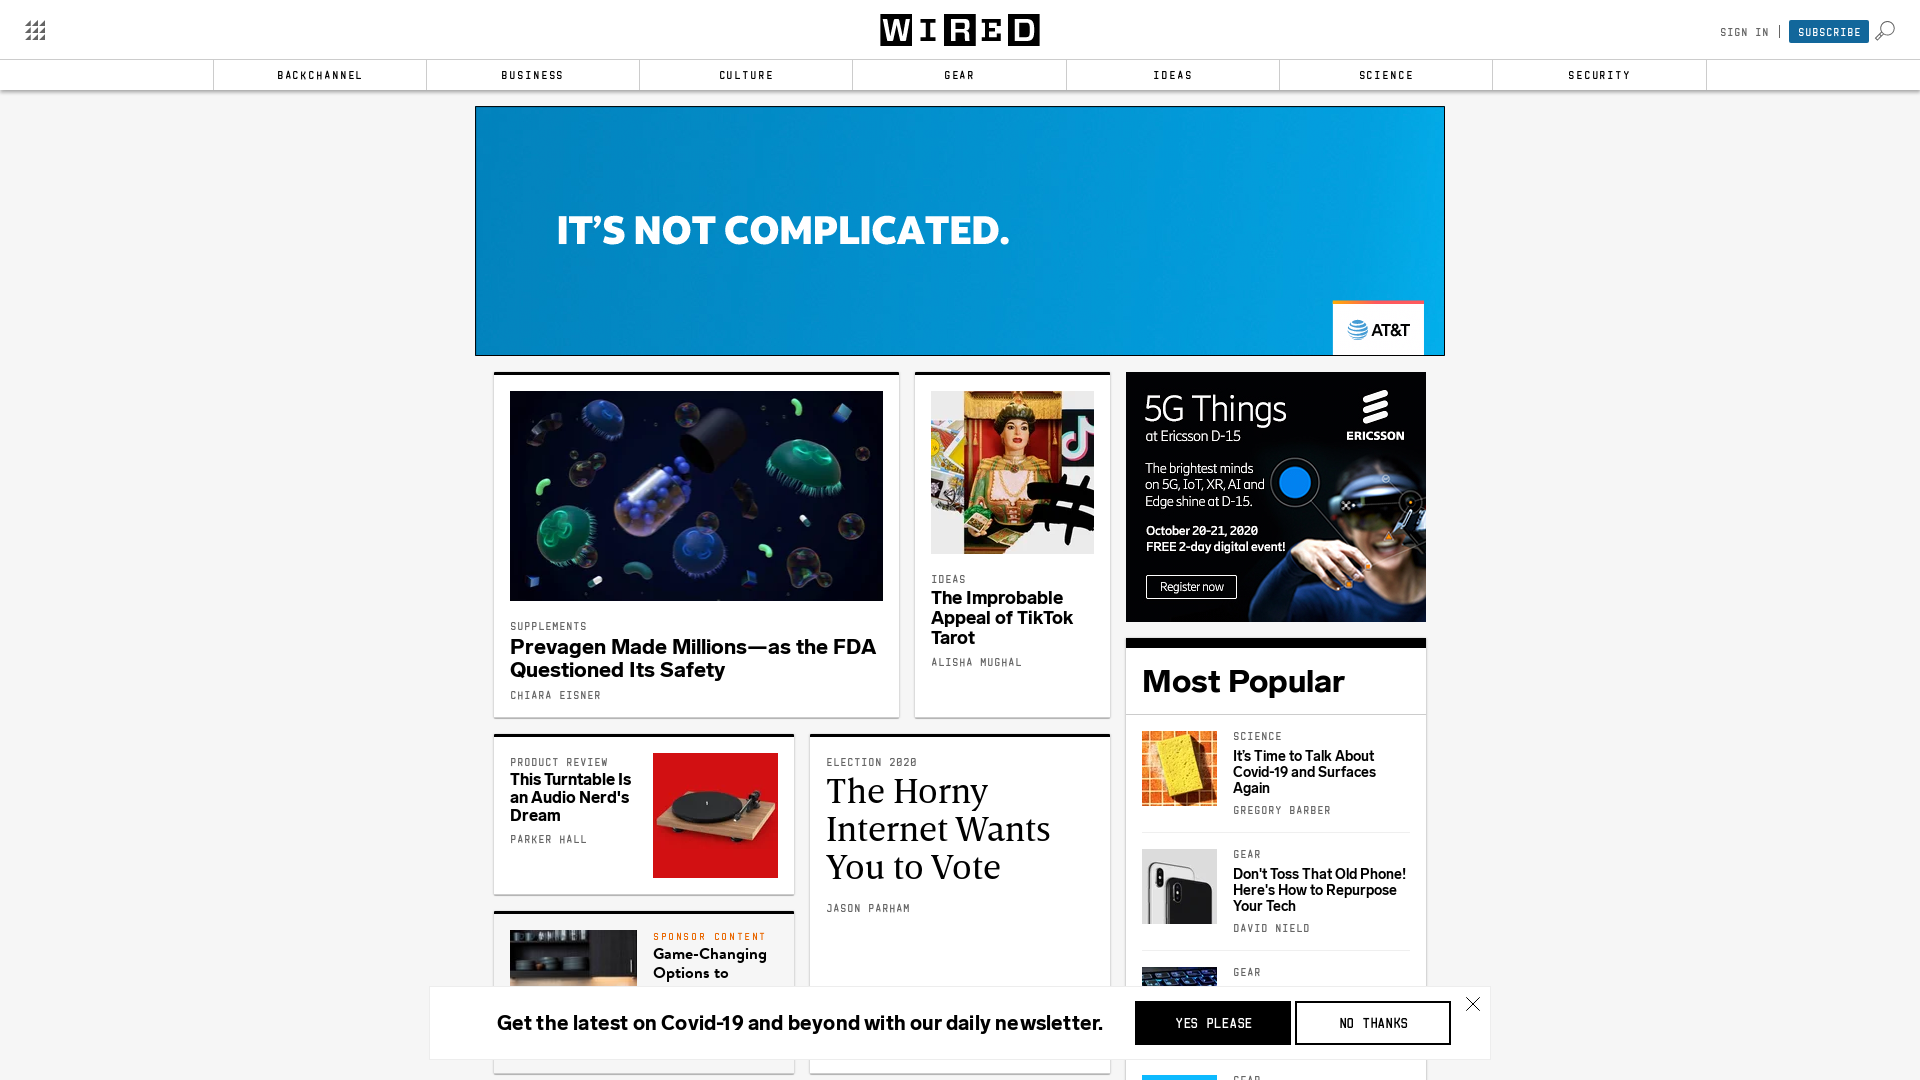 WIRED
SIGN IN
SUBSCRIBE
BACKCHANNEL
BUSINESS
CULTURE
GEAR
IDEAS
SCIENCE
SECURITY
IT'S NOT COMPLICATED.
AT&T
SUPPLEMENTS
Prevagen Made Millions—as the FDA
Questioned Its Safety
CHIARA EISNER
IDEAS
The Improbable
Appeal of TikTok
Tarot
ALISHA MUGHAL
5G Things
at Ericsson D-15
ERICSSON
The brightest minds
on 5G, IoT, XR, AI and
Edge shine at D-15.
October 20-21, 2020
FREE 2-day digital event!
Register now
Most Popular
SCIENCE
It's Time to Talk About
Covid-19 and Surfaces
Again
GREGORY BARBER
GEAR
Don't Toss That Old Phone!
Here's How to Repurpose
Your Tech
DAVID NIELD
GEAR
PRODUCT REVIEW
This Turntable Is
an Audio Nerd's
Dream
PARKER HALL
ELECTION 2020
The Horny
Internet Wants
You to Vote
JASON PARHAM
SPONSOR CONTENT
Game-Changing
Options to
Get the latest on Covid-19 and beyond with our daily newsletter.
YES PLEASE
NO THANKS
GEAR